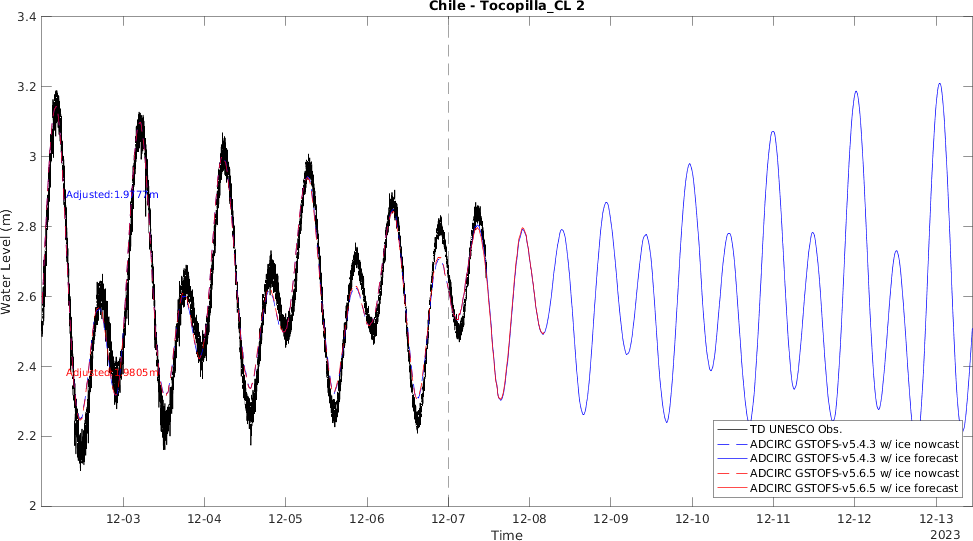 Chile - Tocopilla_CL 2
3.4
3.2
3
2.8
2.6
2.4
2.2
2
Water Level (m)
Adjusted:1.9777m
Adjusted:1.9805m
12-03
12-04
12-05
12-06
12-07
12-08
12-09
12-10
12-11
12-12
12-13
Time
2023
TD UNESCO Obs.
ADCIRC GSTOFS-v5.4.3 w/ ice nowcast
ADCIRC GSTOFS-v5.4.3 w/ ice forecast
ADCIRC GSTOFS-v5.6.5 w/ ice nowcast
ADCIRC GSTOFS-v5.6.5 w/ ice forecast